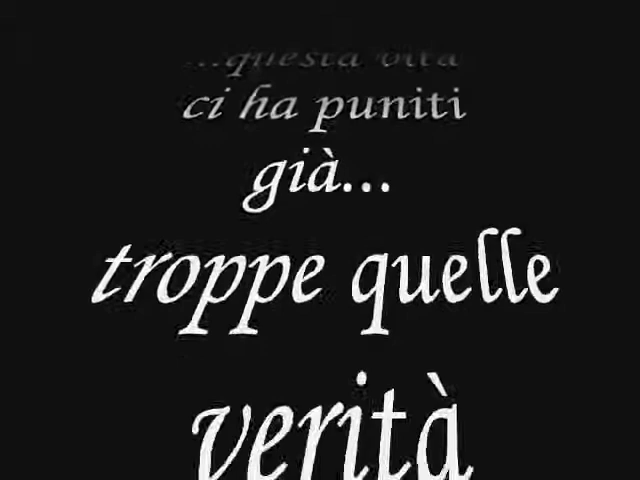 ...questa vita
ci ha puniti
già...
troppe quelle
verità